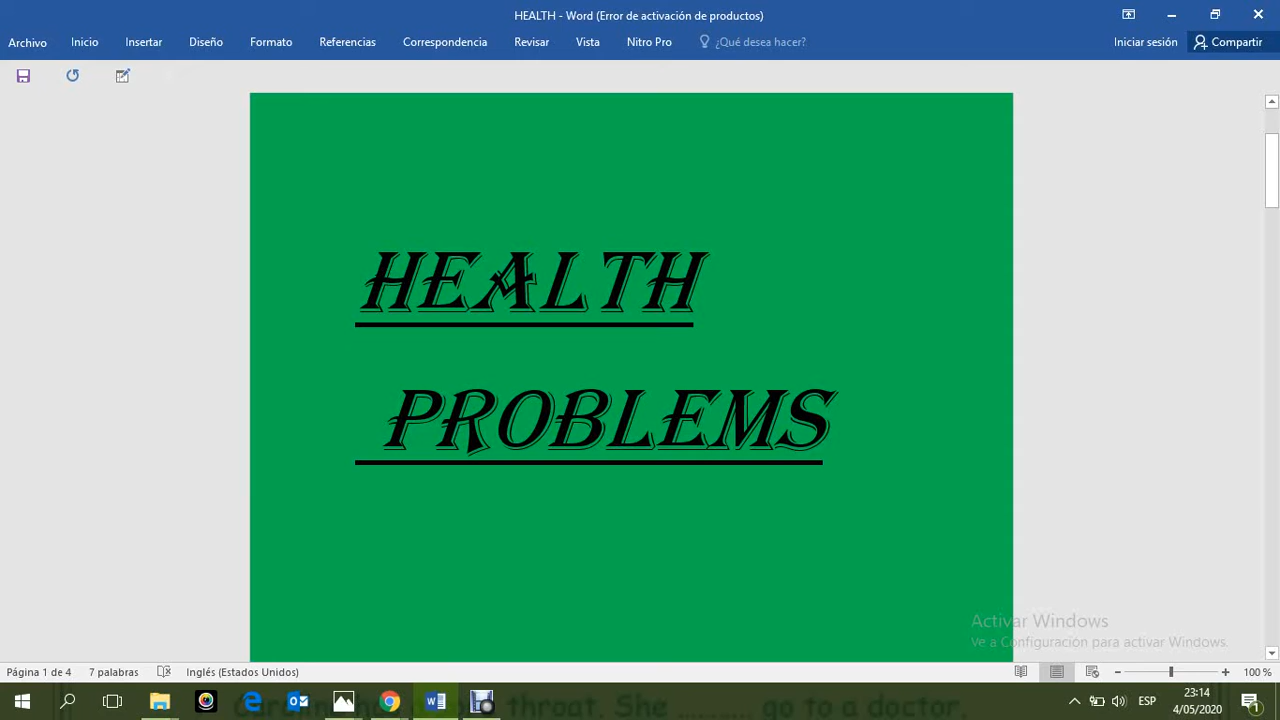 HEALTH - Word (Error de activación de productos)
Archivo Inicio Insertar Diseño Formato Referencias Correspondencia Revisar Vista Nitro Pro ¿Qué desea hacer? Iniciar sesión Compartir
HEALTH
PROBLEMS
Activar Windows
Ve a Configuración para activar Windows.
Página 1 de 4 7 palabras Inglés (Estados Unidos) 100 %
throat. She ........ go to a doctor.
ESP
23:14
4/05/2020
1